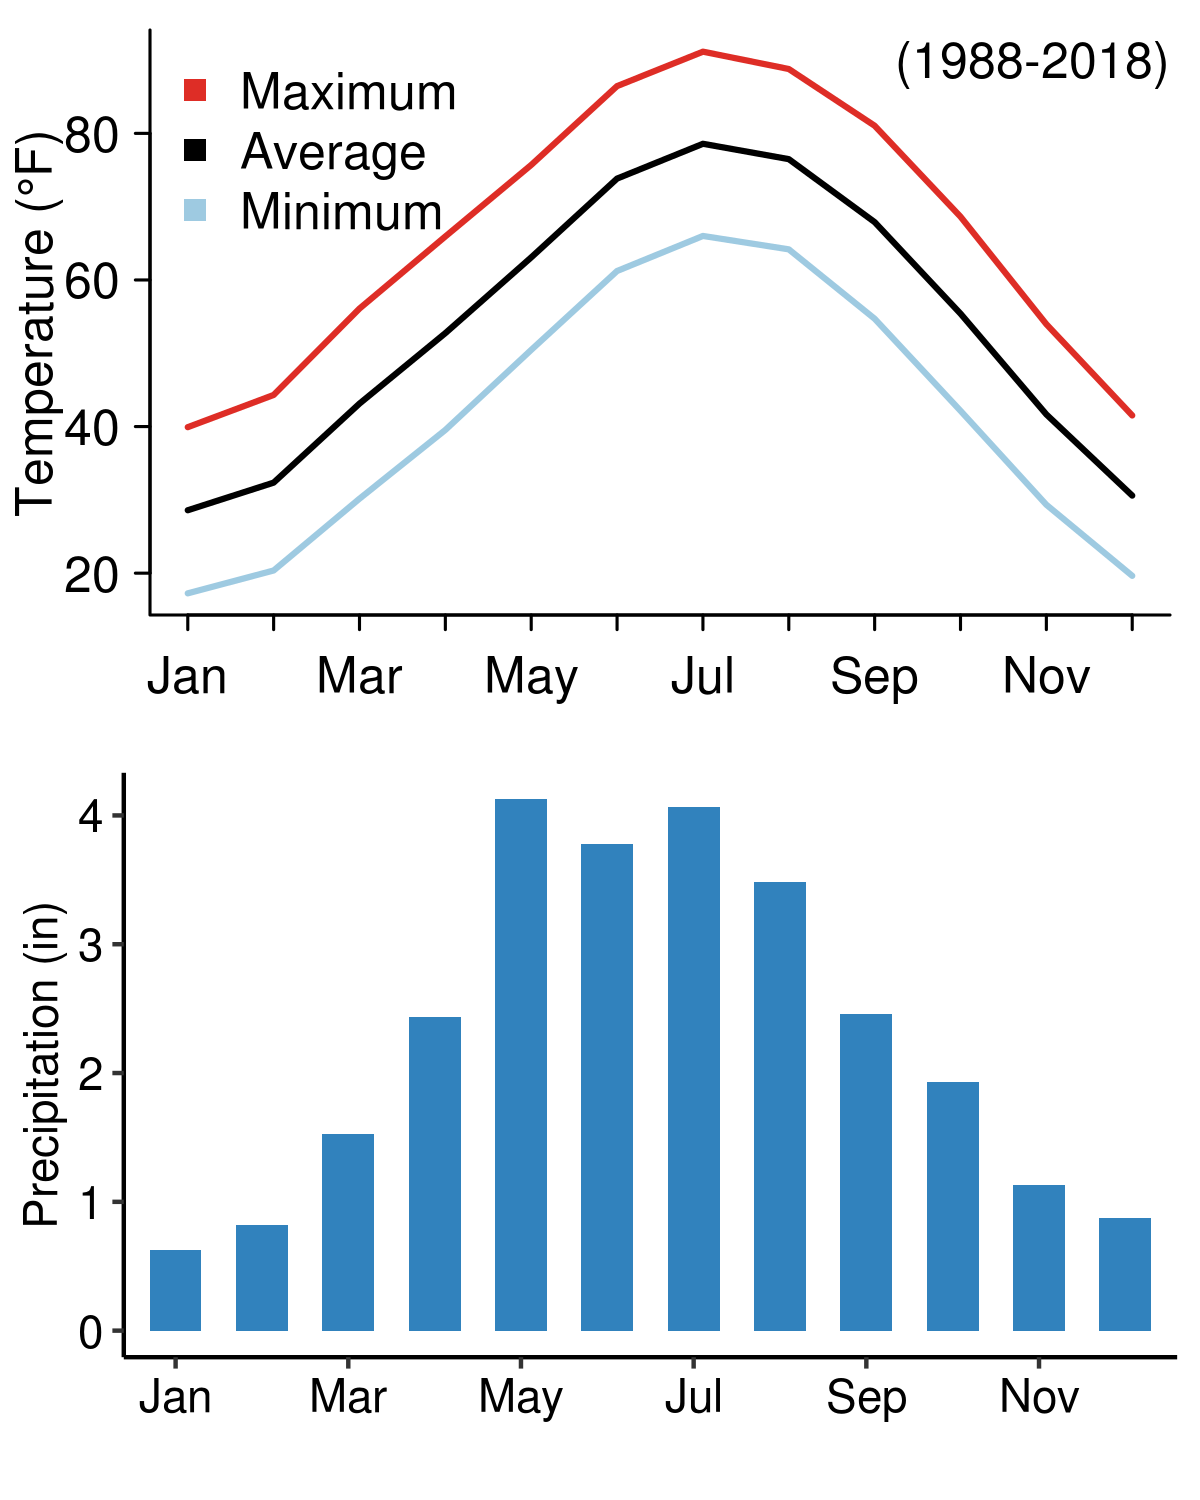 (1988-2018)
Maximum
Average
Minimum
Temperature (°F)
80
60
40
20
Jan Mar May Jul Sep Nov
Precipitation (in)
4
3
2
1
0
Jan Mar May Jul Sep Nov